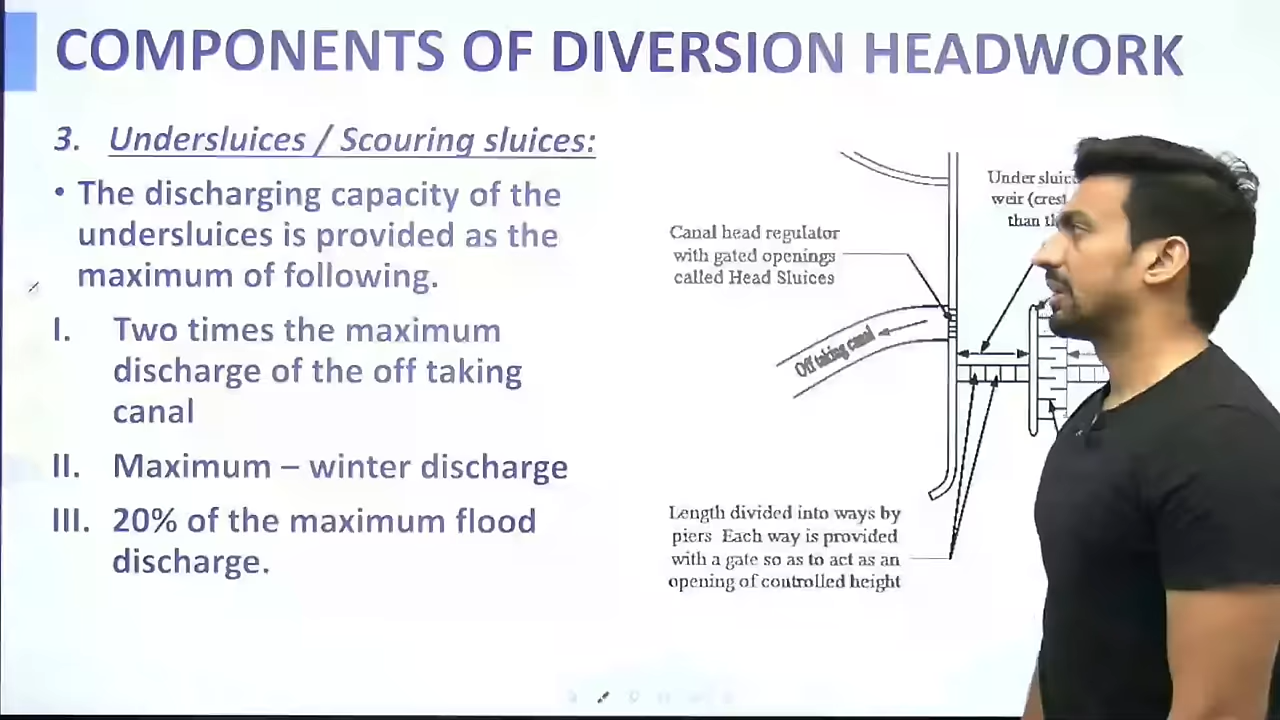 COMPONENTS OF DIVERSION HEADWORK
3. Undersluices / Scouring sluices:
• The discharging capacity of the
undersluices is provided as the
maximum of following.
I. Two times the maximum
discharge of the off taking
canal
II. Maximum – winter discharge
III. 20% of the maximum flood
discharge.
Under
weir
than
Canal head regulator
with gated openings
called Head Sluices
Off taking canal
Length divided into ways by
piers Each way is provided
with a gate so as to act as an
opening of controlled height